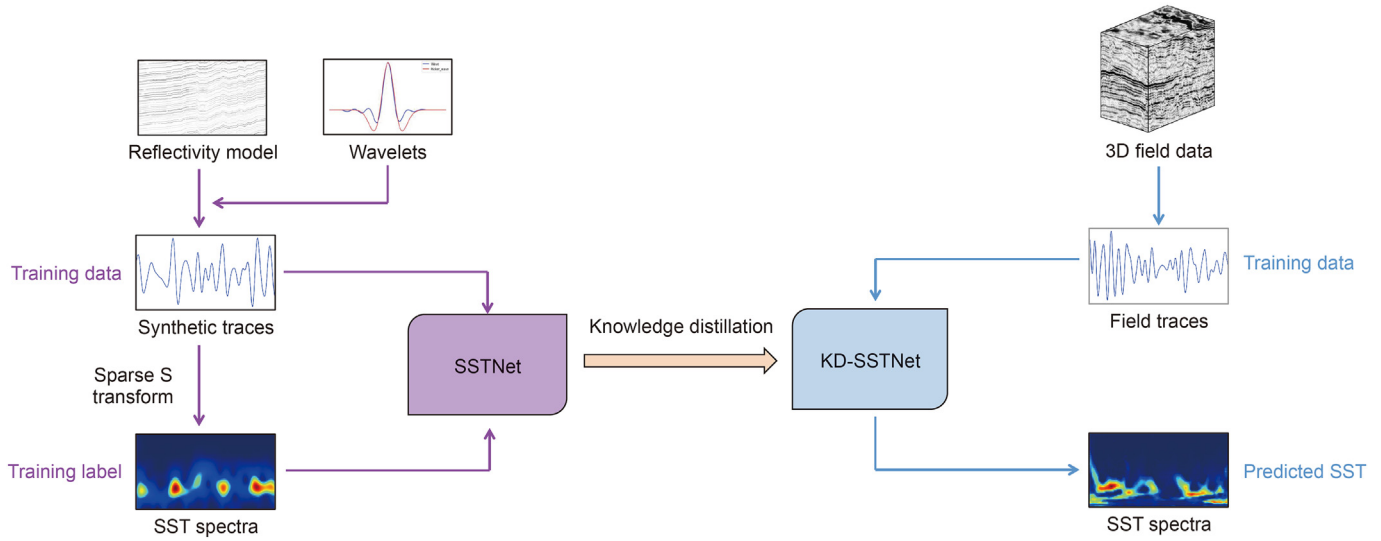 Reflectivity model
Wavelets
3D field data
Training data
Synthetic traces
Sparse S
transform
Training label
SST spectra
SSTNet
Knowledge distillation
KD-SSTNet
Training data
Field traces
Predicted SST
SST spectra